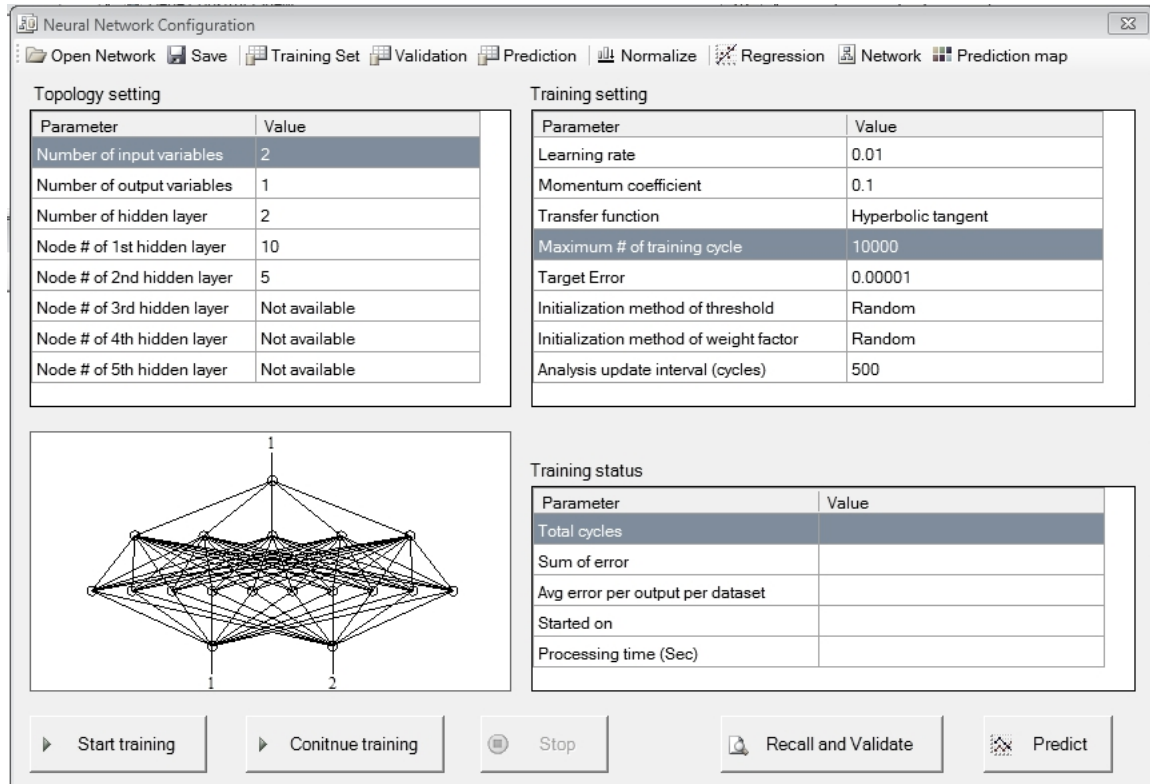 Neural Network Configuration
Open Network Save Training Set Validation Prediction Normalize Regression Network Prediction map
Topology setting
Parameter Value
Number of input variables 2
Number of output variables 1
Number of hidden layer 2
Node # of 1st hidden layer 10
Node # of 2nd hidden layer 5
Node # of 3rd hidden layer Not available
Node # of 4th hidden layer Not available
Node # of 5th hidden layer Not available
Training setting
Parameter Value
Learning rate 0.01
Momentum coefficient 0.1
Transfer function Hyperbolic tangent
Maximum # of training cycle 10000
Target Error 0.00001
Initialization method of threshold Random
Initialization method of weight factor Random
Analysis update interval (cycles) 500
1
1 2
Training status
Parameter Value
Total cycles
Sum of error
Avg error per output per dataset
Started on
Processing time (Sec)
Start training Conitnue training Stop Recall and Validate Predict